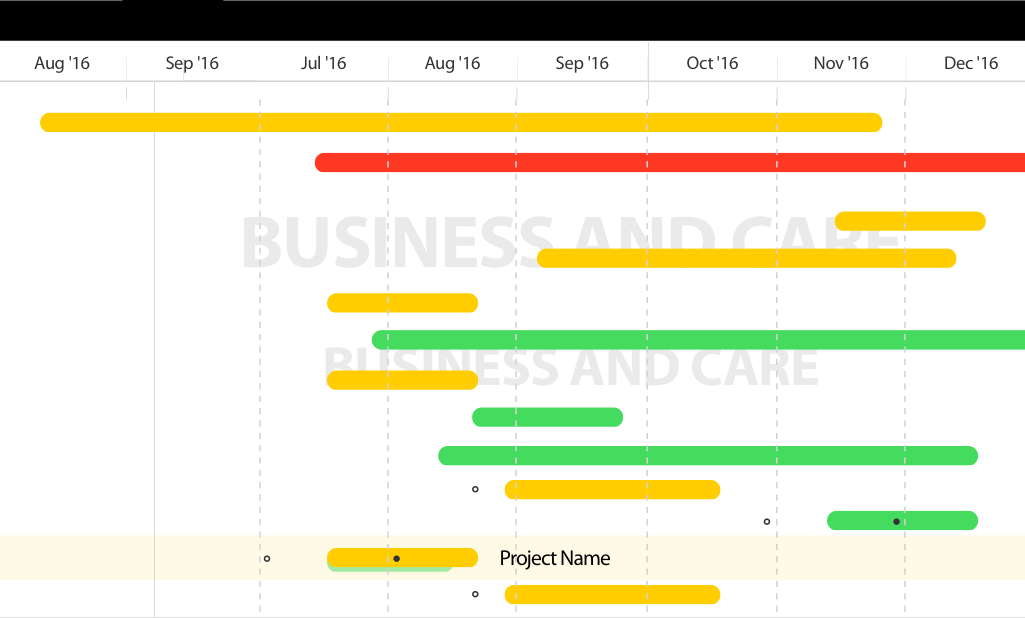 Aug '16 Sep '16 Jul '16 Aug '16 Sep '16 Oct '16 Nov '16 Dec '16
BUSINESS AND CARE
BUSINESS AND CARE
Project Name